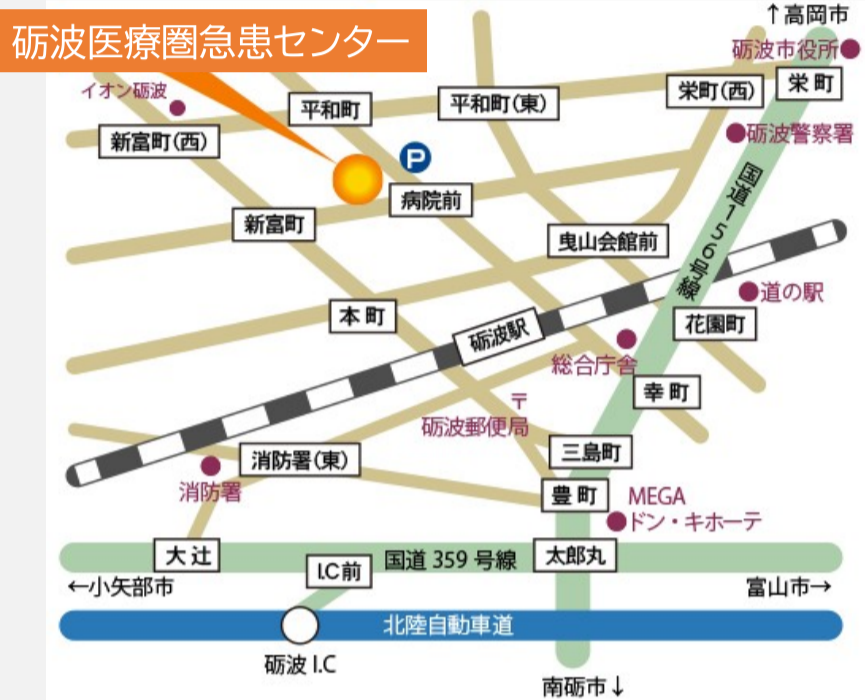 ↑高岡市
砺波医療圏急患センター
砺波市役所
イオン砺波
栄町(西)
栄町
平和町
平和町(東)
新富町(西)
砺波警察署
P
病院前
国道156号線
新富町
曳山会館前
道の駅
本町
花園町
砺波駅
総合庁舎
幸町
〒
砺波郵便局
三島町
消防署(東)
消防署
豊町
MEGA
ドン・キホーテ
大辻
I.C前
国道359号線
太郎丸
←小矢部市
富山市→
北陸自動車道
砺波I.C
南砺市↓